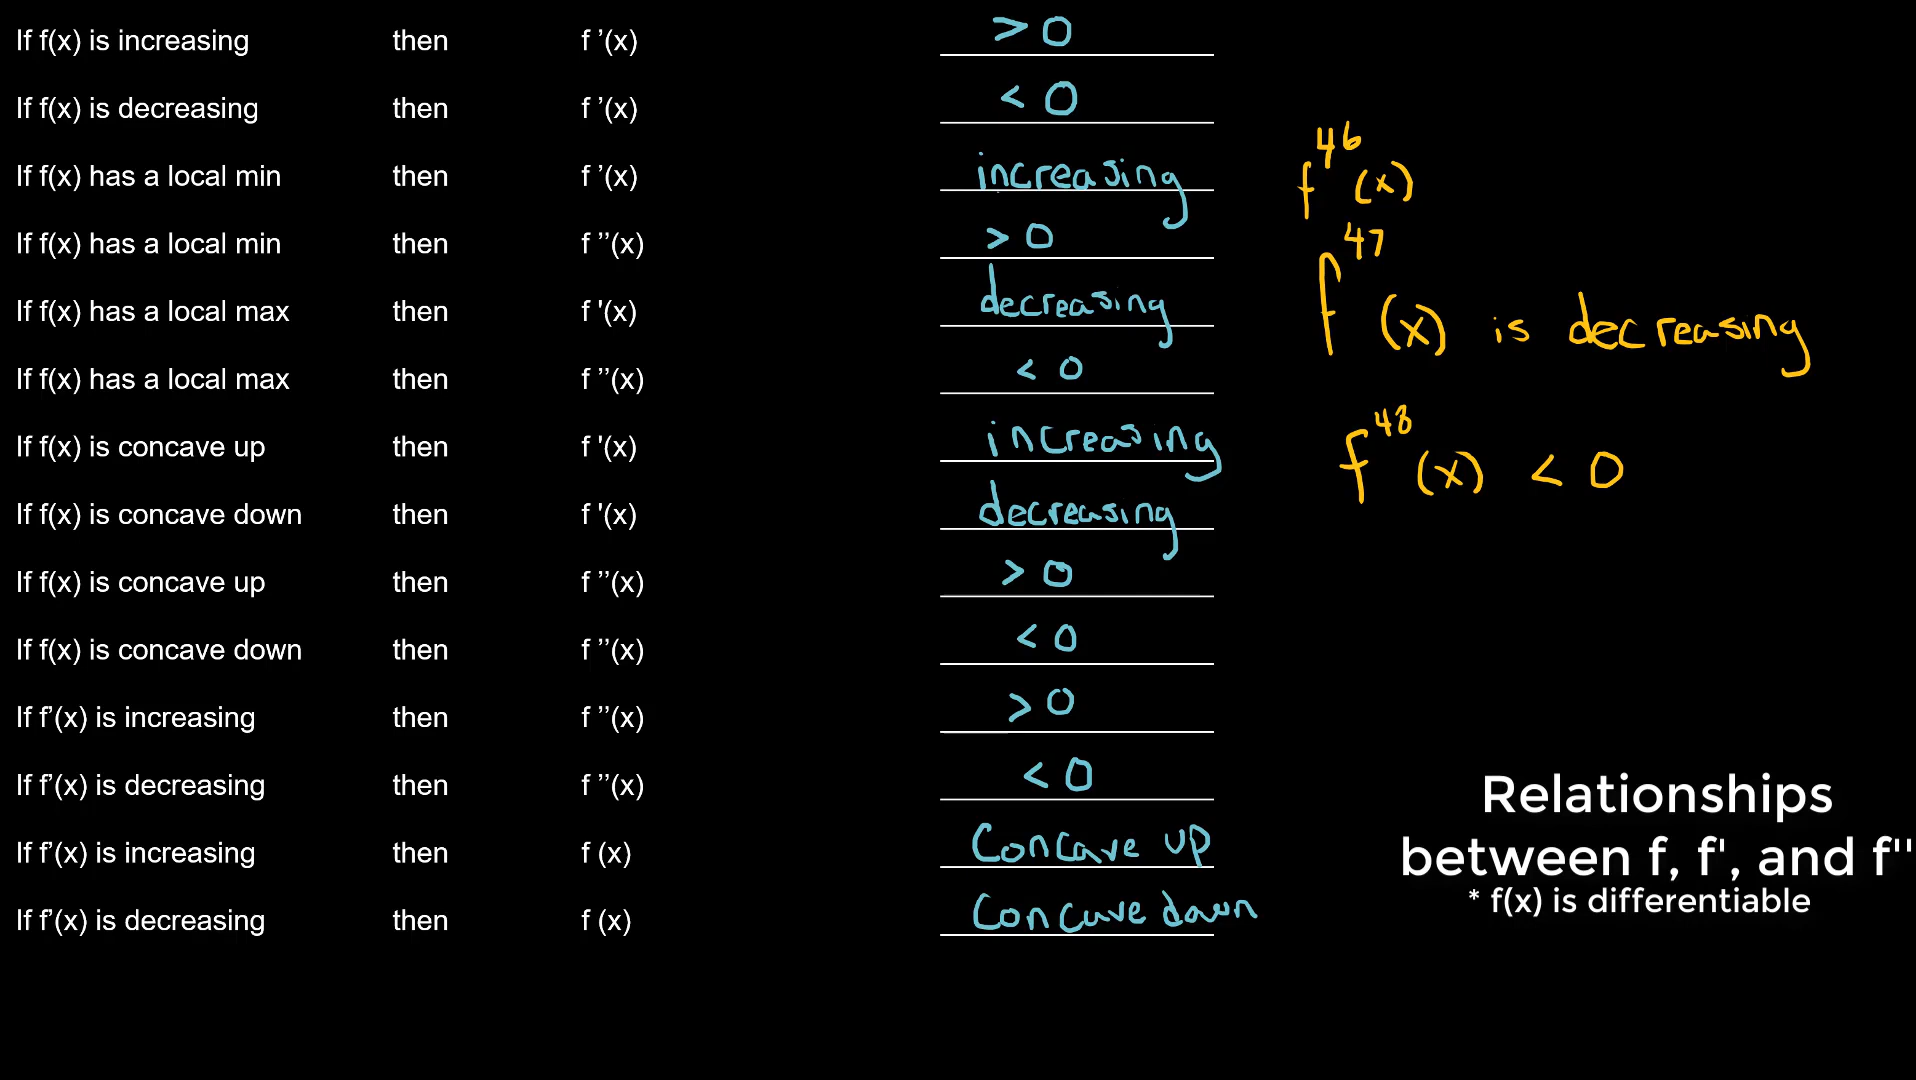 If f(x) is increasing then f ’(x) > 0
If f(x) is decreasing then f ’(x) < 0
If f(x) has a local min then f ’(x) increasing
If f(x) has a local min then f ’’(x) > 0
If f(x) has a local max then f '(x) decreasing
If f(x) has a local max then f ’’(x) < 0
If f(x) is concave up then f '(x) increasing
If f(x) is concave down then f '(x) decreasing
If f(x) is concave up then f ’’(x) > 0
If f(x) is concave down then f ’’(x) < 0
If f’(x) is increasing then f ’’(x) > 0
If f’(x) is decreasing then f ’’(x) < 0
If f’(x) is increasing then f (x) Concave up
If f’(x) is decreasing then f (x) Concave down
f⁴⁶(x)
f⁴⁷(x) is decreasing
f⁴⁸(x) < 0
Relationships
between f, f', and f''
* f(x) is differentiable